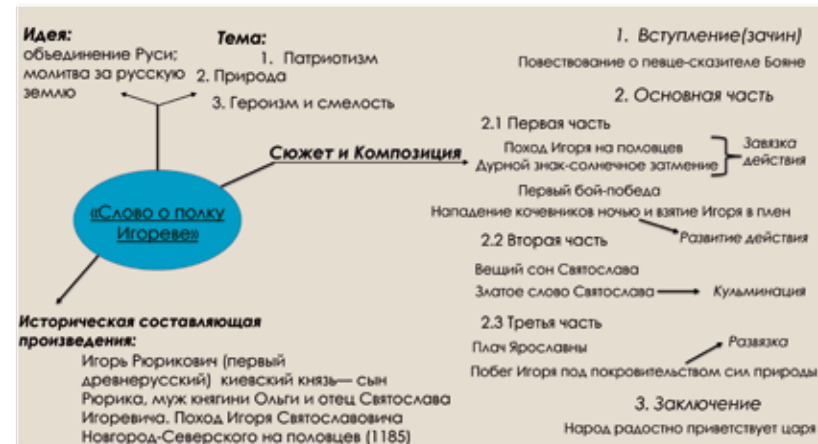 Идея:
объединение Руси;
молитва за русскую
землю
Тема:
1. Патриотизм
2. Природа
3. Героизм и смелость
Сюжет и Композиция
«Слово о полку
Игореве»
Историческая составляющая
произведения:
Игорь Рюрикович (первый
древнерусский) киевский князь— сын
Рюрика, муж княгини Ольги и отец Святослава
Игоревича. Поход Игоря Святославовича
Новгород-Северского на половцев (1185)
1. Вступление(зачин)
Повествование о певце-сказителе Бояне
2. Основная часть
2.1 Первая часть
Поход Игоря на половцев
Дурной знак-солнечное затмение
Завязка
действия
Первый бой-победа
Нападение кочевников ночью и взятие Игоря в плен
Развитие действия
2.2 Вторая часть
Вещий сон Святослава
Златое слово Святослава
Кульминация
2.3 Третья часть
Плач Ярославны
Развязка
Побег Игоря под покровительством сил природы
3. Заключение
Народ радостно приветствует царя